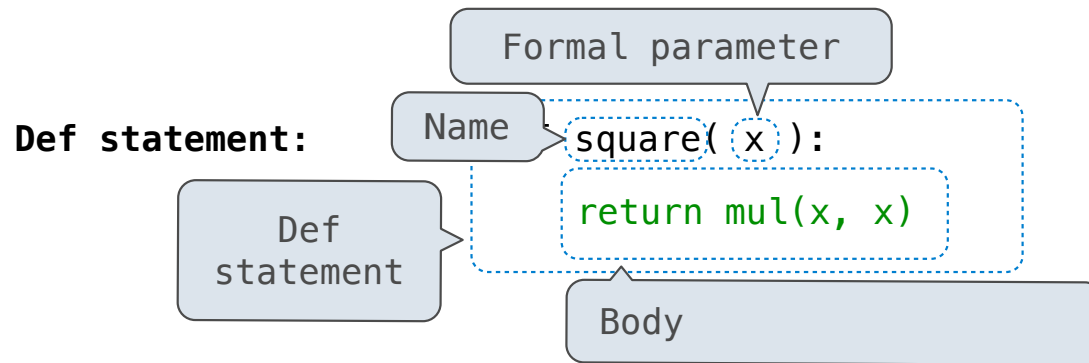 Formal parameter
Def statement:
Name
square( x ):
Def
statement
return mul(x, x)
Body